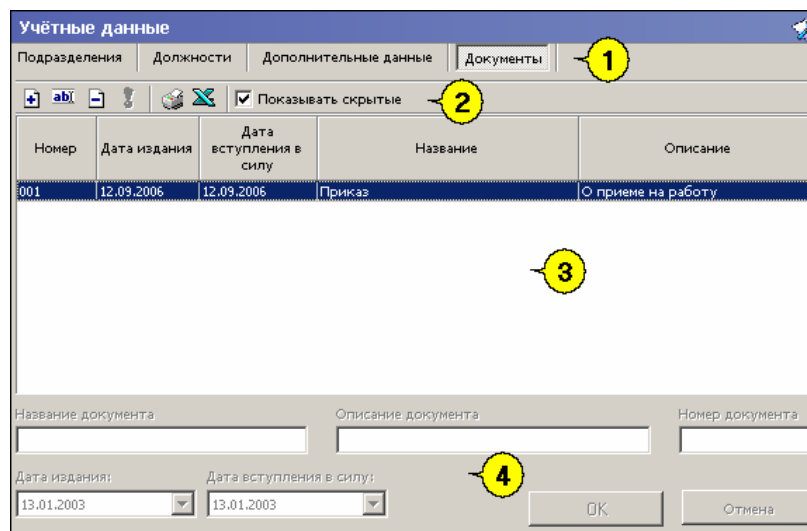 Учётные данные
Подразделения Должности Дополнительные данные Документы 1
abI Показывать скрытые 2
Номер Дата издания Дата вступления в силу Название Описание
001 12.09.2006 12.09.2006 Приказ О приеме на работу
3
Название документа Описание документа Номер документа
Дата издания: Дата вступления в силу: 4
13.01.2003 13.01.2003 OK Отмена